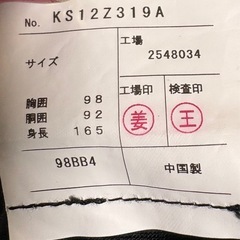 No. KS12Z319A
サイズ
工場
2548034
胸囲 98
胴囲 92
身長 165
工場印 検査印
姜 王
98BB4 中国製